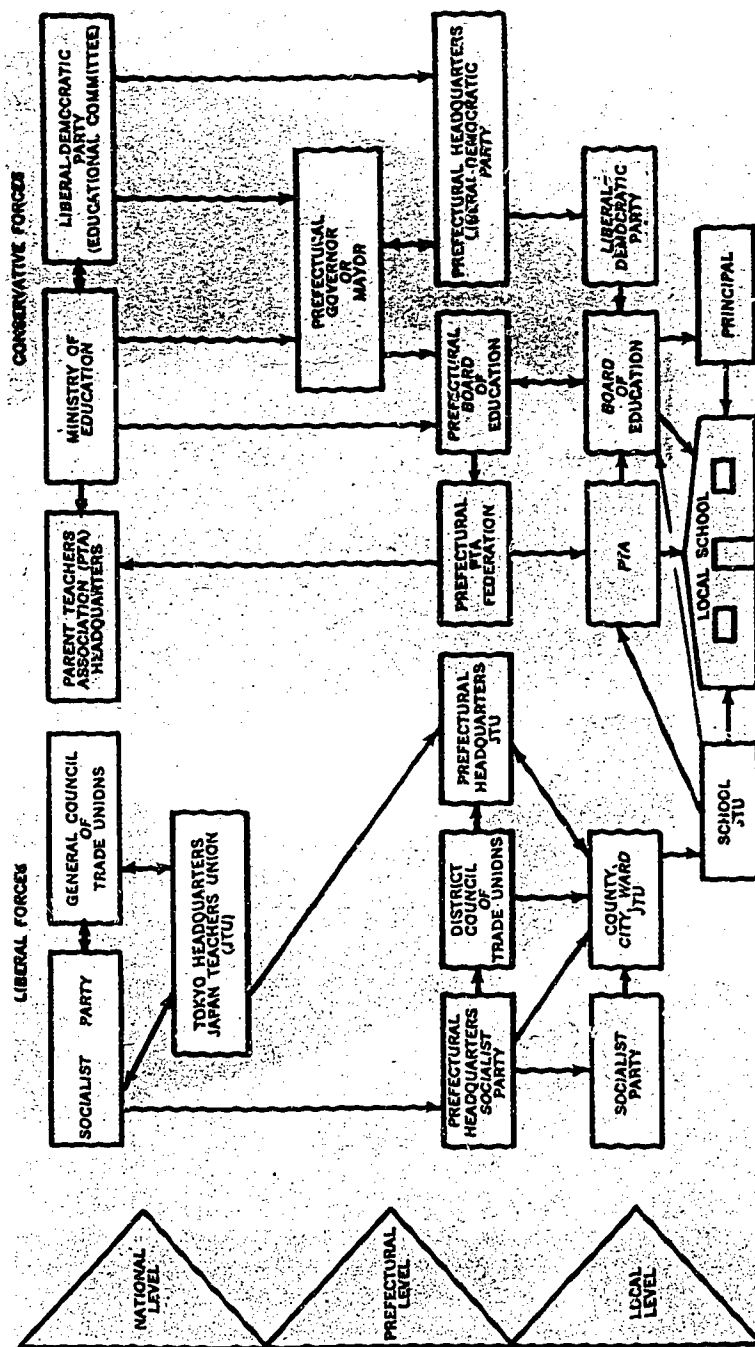 LIBERAL FORCES
CONSERVATIVE FORCES
NATIONAL
LEVEL
SOCIALIST PARTY
GENERAL COUNCIL
OF
TRADE UNIONS
TOKYO HEADQUARTERS
JAPAN TEACHERS UNION
(JTU)
PARENT TEACHERS
ASSOCIATION (PTA)
HEADQUARTERS
MINISTRY OF
EDUCATION
LIBERAL-DEMOCRATIC
PARTY
(EDUCATIONAL COMMITTEE)
PREFECTURAL
LEVEL
PREFECTURAL
GOVERNOR
OR
MAYOR
PREFECTURAL
HEADQUARTERS
SOCIALIST
PARTY
DISTRICT
COUNCIL
OF
TRADE UNIONS
PREFECTURAL
HEADQUARTERS
JTU
PREFECTURAL
PTA
FEDERATION
PREFECTURAL
BOARD
OF
EDUCATION
PREFECTURAL HEADQUARTERS
LIBERAL-DEMOCRATIC
PARTY
LOCAL
LEVEL
SOCIALIST
PARTY
COUNTY,
CITY, WARD
JTU
PTA
BOARD
OF
EDUCATION
LIBERAL-
DEMOCRATIC
PARTY
SCHOOL
JTU
LOCAL SCHOOL
PRINCIPAL